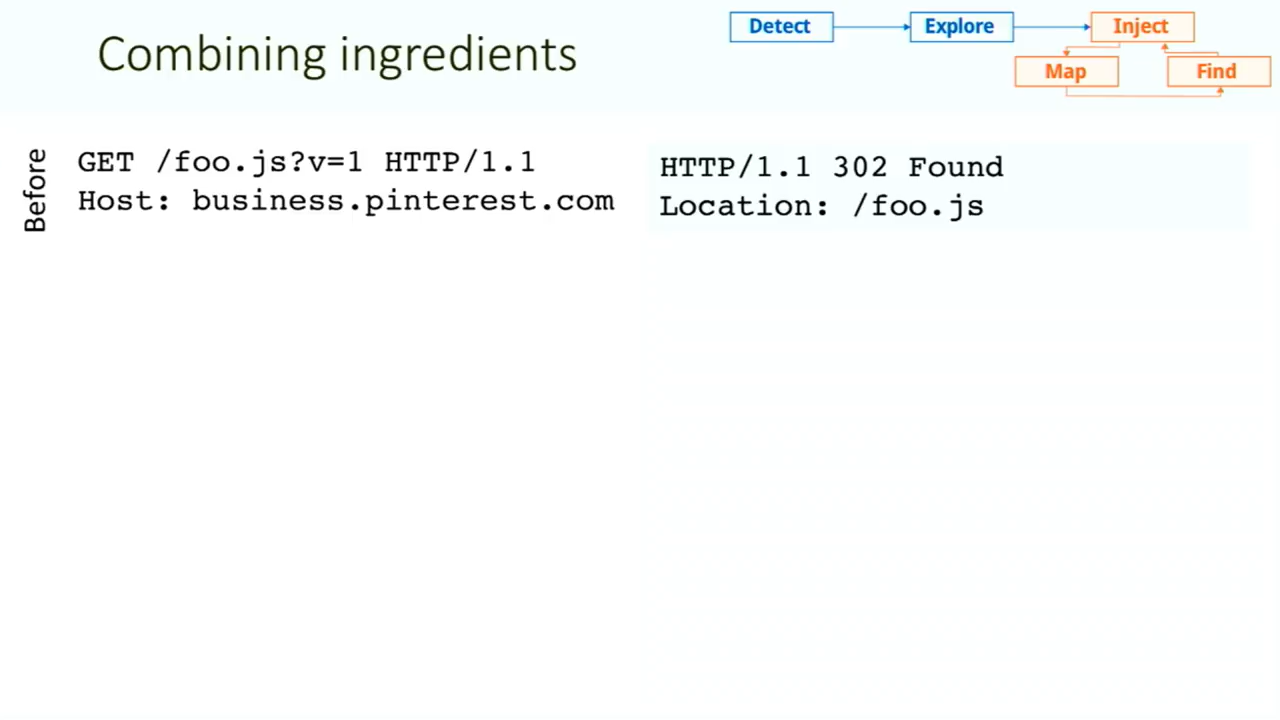 Combining ingredients
Detect
Explore
Inject
Map
Find
Before
GET /foo.js?v=1 HTTP/1.1
Host: business.pinterest.com
HTTP/1.1 302 Found
Location: /foo.js